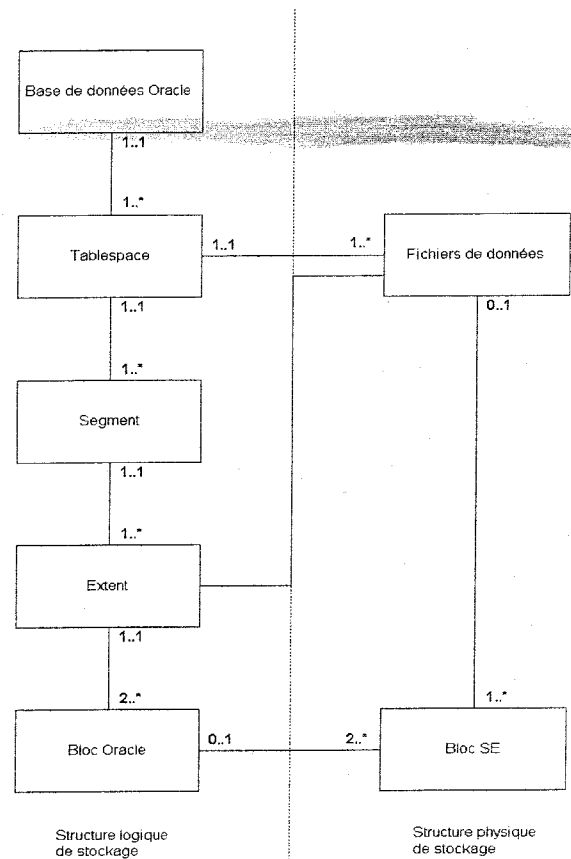 Base de données Oracle
1..1
1..*
Tablespace
1..1
1..*
Fichiers de données
1..1
0..1
1..*
Segment
1..1
1..*
Extent
1..1
2..*
1..*
Bloc Oracle
0..1
2..*
Bloc SE
Structure logique
de stockage
Structure physique
de stockage